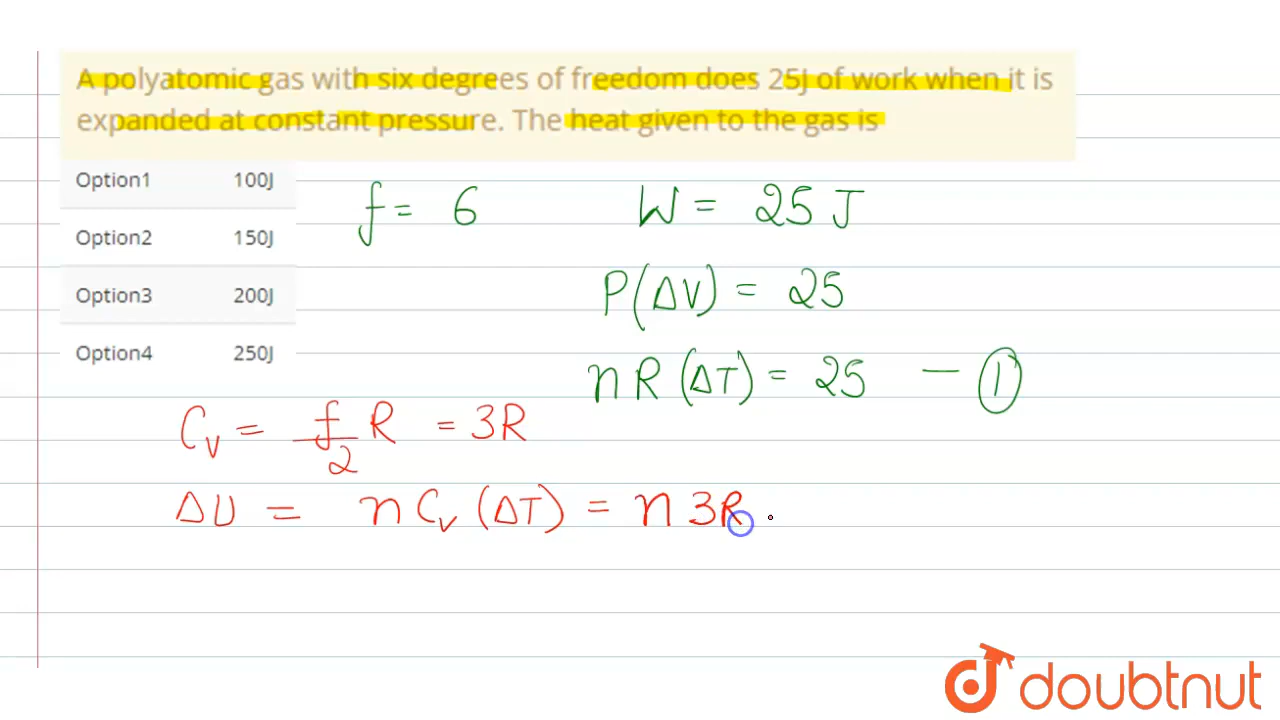 A polyatomic gas with six degrees of freedom does 25J of work when it is
expanded at constant pressure. The heat given to the gas is
Option1 100J
Option2 150J
Option3 200J
Option4 250J
f = 6 W = 25 J
P(ΔV) = 25
nR(ΔT) = 25 — ①
Cv = f/2 R = 3R
ΔU = nCv(ΔT) = n3R
doubtnut